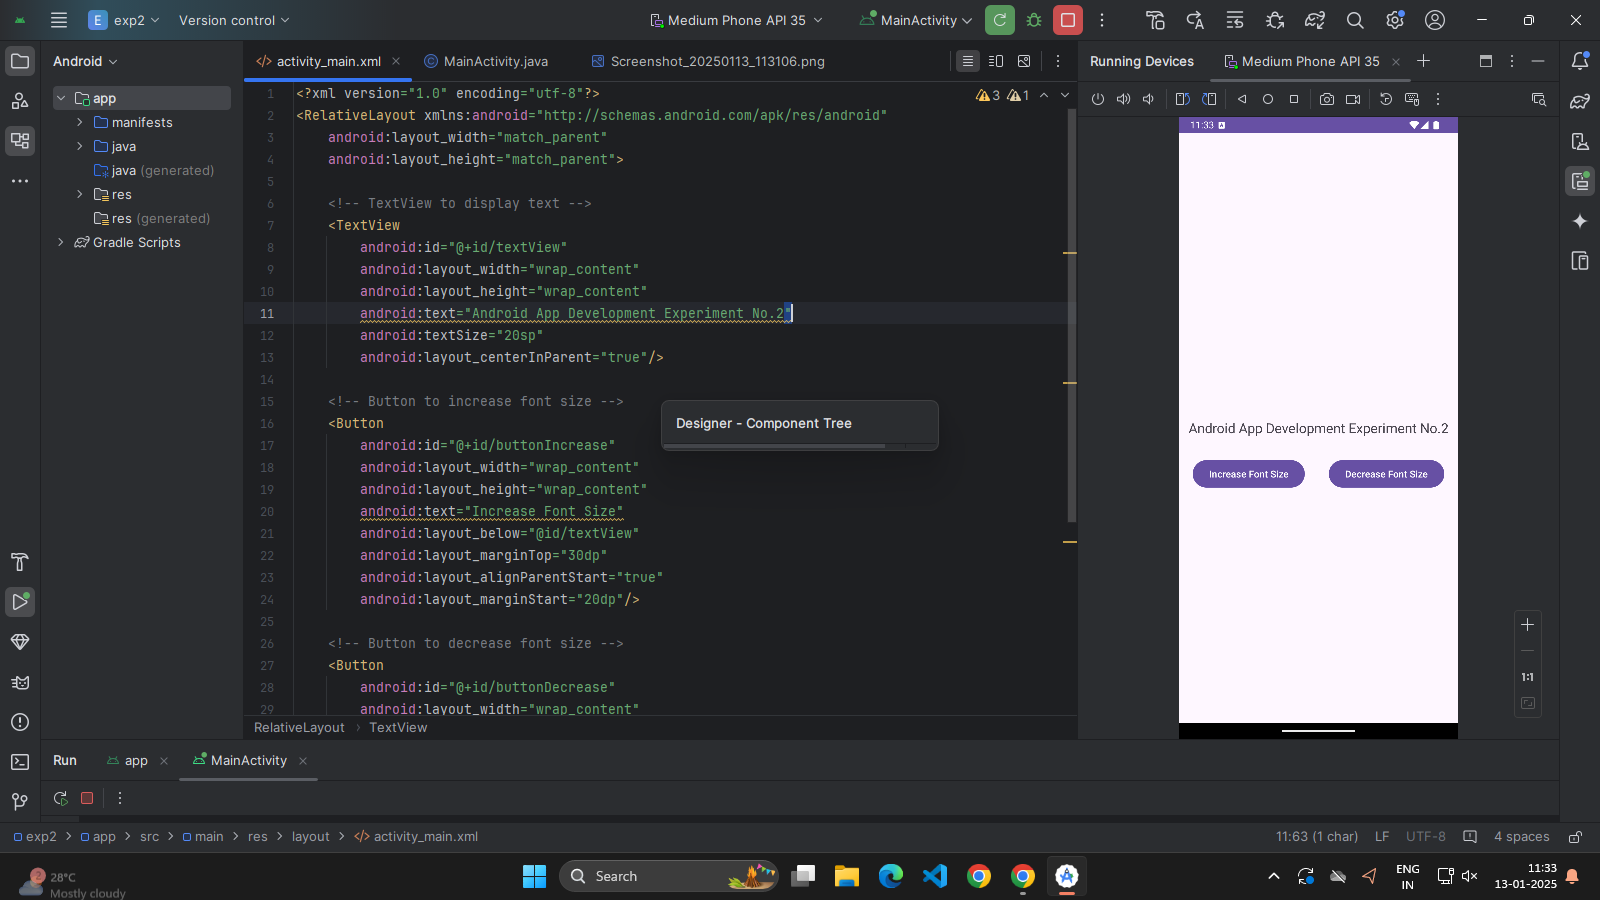 E exp2
Version control
Medium Phone API 35
MainActivity
Android
activity_main.xml
MainActivity.java
Screenshot_20250113_113106.png
Running Devices
Medium Phone API 35
app
manifests
java
java (generated)
res
res (generated)
Gradle Scripts
3 1
1 <?xml version="1.0" encoding="utf-8"?>
2 <RelativeLayout xmlns:android="http://schemas.android.com/apk/res/android"
3 android:layout_width="match_parent"
4 android:layout_height="match_parent">
5
6 <!-- TextView to display text -->
7 <TextView
8 android:id="@+id/textView"
9 android:layout_width="wrap_content"
10 android:layout_height="wrap_content"
11 android:text="Android App Development Experiment No.2"
12 android:textSize="20sp"
13 android:layout_centerInParent="true"/>
14
15 <!-- Button to increase font size -->
16 <Button
17 android:id="@+id/buttonIncrease"
18 android:layout_width="wrap_content"
19 android:layout_height="wrap_content"
20 android:text="Increase Font Size"
21 android:layout_below="@id/textView"
22 android:layout_marginTop="30dp"
23 android:layout_alignParentStart="true"
24 android:layout_marginStart="20dp"/>
25
26 <!-- Button to decrease font size -->
27 <Button
28 android:id="@+id/buttonDecrease"
29 android:layout_width="wrap_content"
Designer - Component Tree
RelativeLayout > TextView
11:33
Android App Development Experiment No.2
Increase Font Size
Decrease Font Size
1:1
Run
app
MainActivity
exp2 > app > src > main > res > layout > activity_main.xml
11:63 (1 char)
LF
UTF-8
4 spaces
28°C
Mostly cloudy
Search
ENG
IN
11:33
13-01-2025